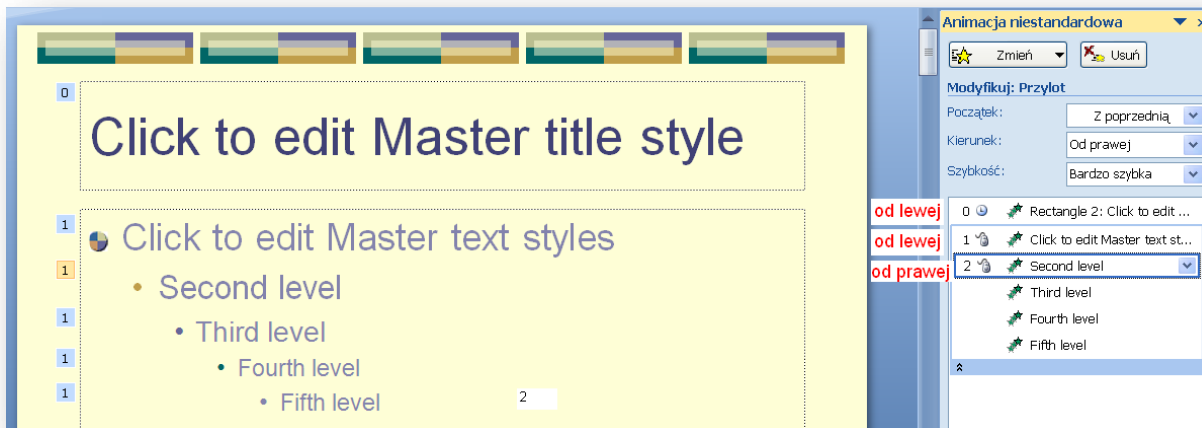 Animacja niestandardowa
Zmień
Usuń
Modyfikuj: Przylot
Początek:
Z poprzednią
Kierunek:
Od prawej
Szybkość:
Bardzo szybka
0
Click to edit Master title style
1
Click to edit Master text styles
1
• Second level
1
• Third level
1
• Fourth level
1
• Fifth level
2
od lewej
0
Rectangle 2: Click to edit ...
od lewej
1
Click to edit Master text st...
od prawej
2
Second level
Third level
Fourth level
Fifth level